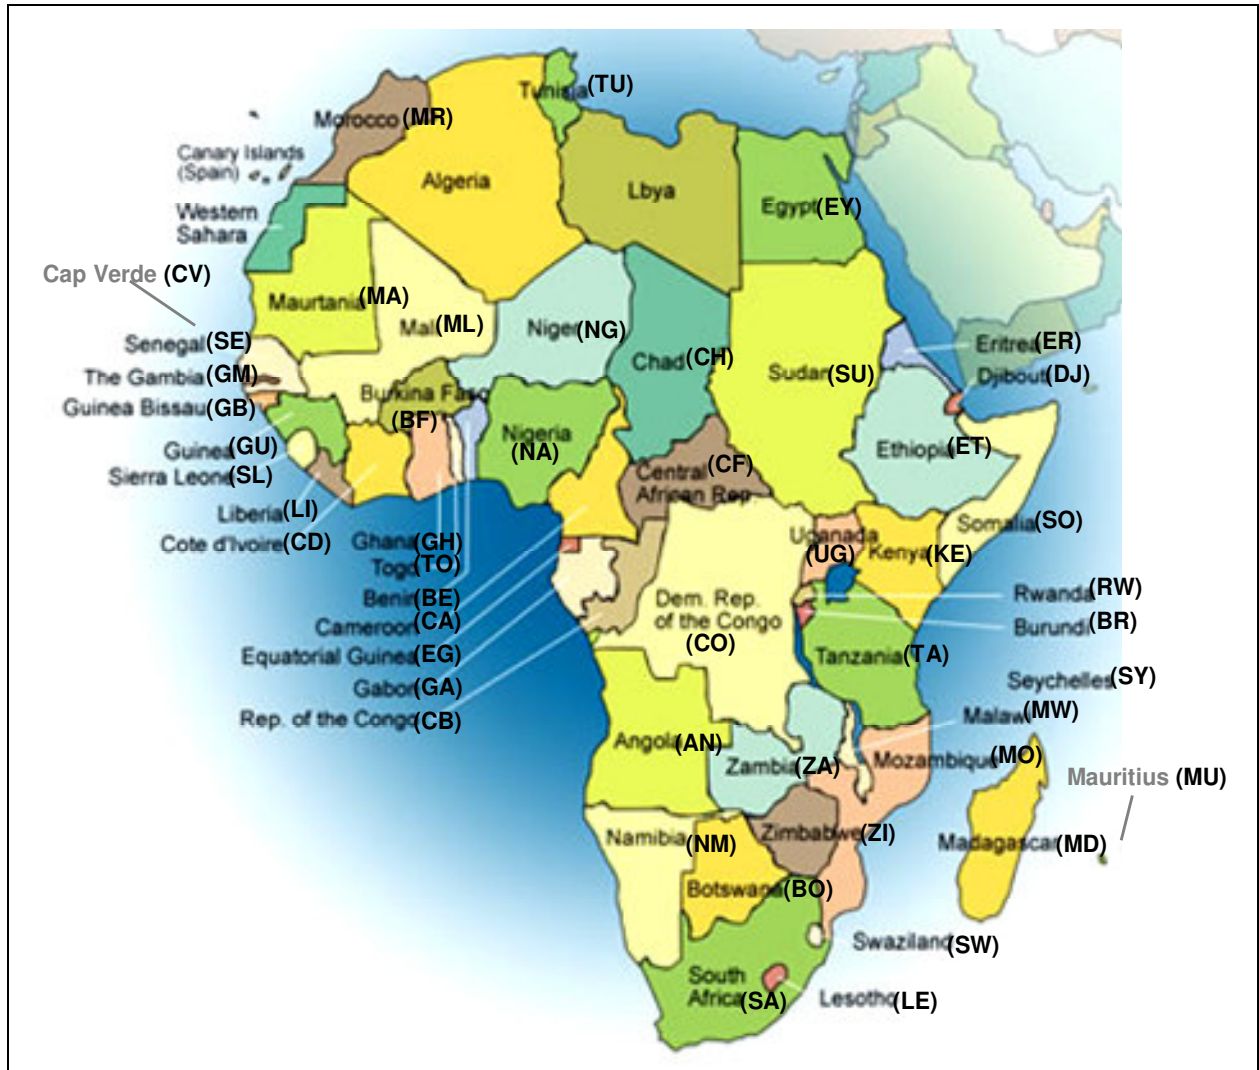 Tunisia (TU)
Morocco (MR)
Canary Islands
(Spain)
Algeria
Lbya
Egypt (EY)
Western
Sahara
Cap Verde (CV)
Maurtania (MA)
Mali (ML)
Niger (NG)
Chad (CH)
Sudan (SU)
Eritrea (ER)
Djibouti (DJ)
Senegal (SE)
The Gambia (GM)
Guinea Bissau (GB)
Burkina Faso
(BF)
Nigeria
(NA)
Guinea (GU)
Sierra Leone (SL)
Central (CF)
African Rep
Ethiopia (ET)
Liberia (LI)
Cote d'Ivoire (CD)
Ghana (GH)
Togo (TO)
Benin (BE)
Cameroon (CA)
Equatorial Guinea (EG)
Gabon (GA)
Rep. of the Congo (CB)
Uganada
(UG)
Kenya (KE)
Somalia (SO)
Dem. Rep.
of the Congo
(CO)
Rwanda (RW)
Burundi (BR)
Tanzania (TA)
Seychelles (SY)
Malawi (MW)
Angola (AN)
Zambia (ZA)
Mozambique (MO)
Mauritius (MU)
Namibia (NM)
Zimbabwe (ZI)
Madagascar (MD)
Botswana (BO)
Swaziland (SW)
South
Africa (SA)
Lesotho (LE)